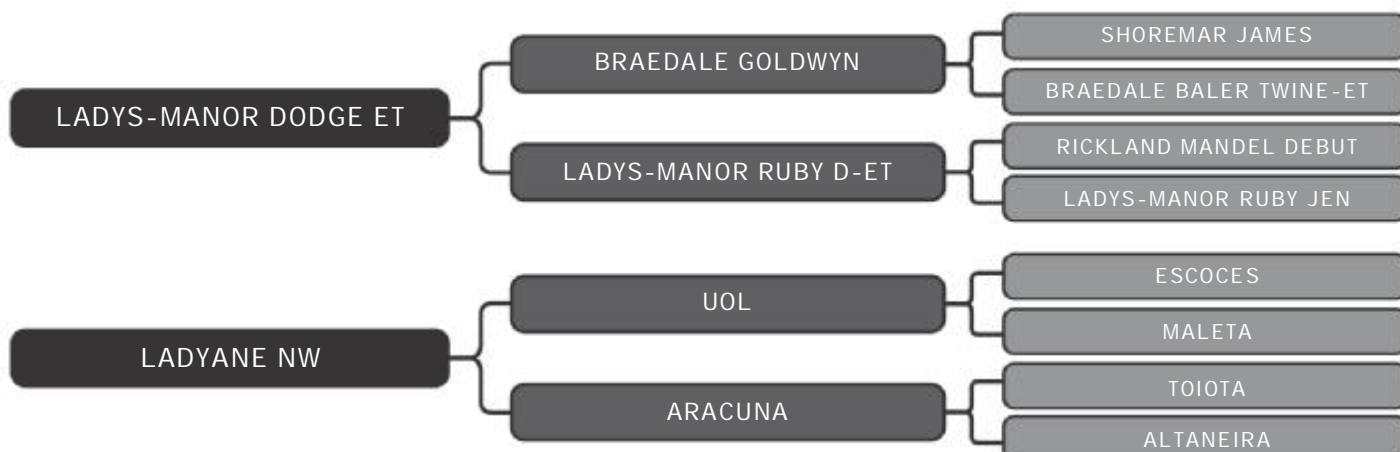 LADYS-MANOR DODGE ET
BRAEDALE GOLDWYN
SHOREMAR JAMES
BRAEDALE BALER TWINE-ET
LADYS-MANOR RUBY D-ET
RICKLAND MANDEL DEBUT
LADYS-MANOR RUBY JEN
LADYANE NW
UOL
ESCOCES
MALETA
ARACUNA
TOIOTA
ALTANEIRA